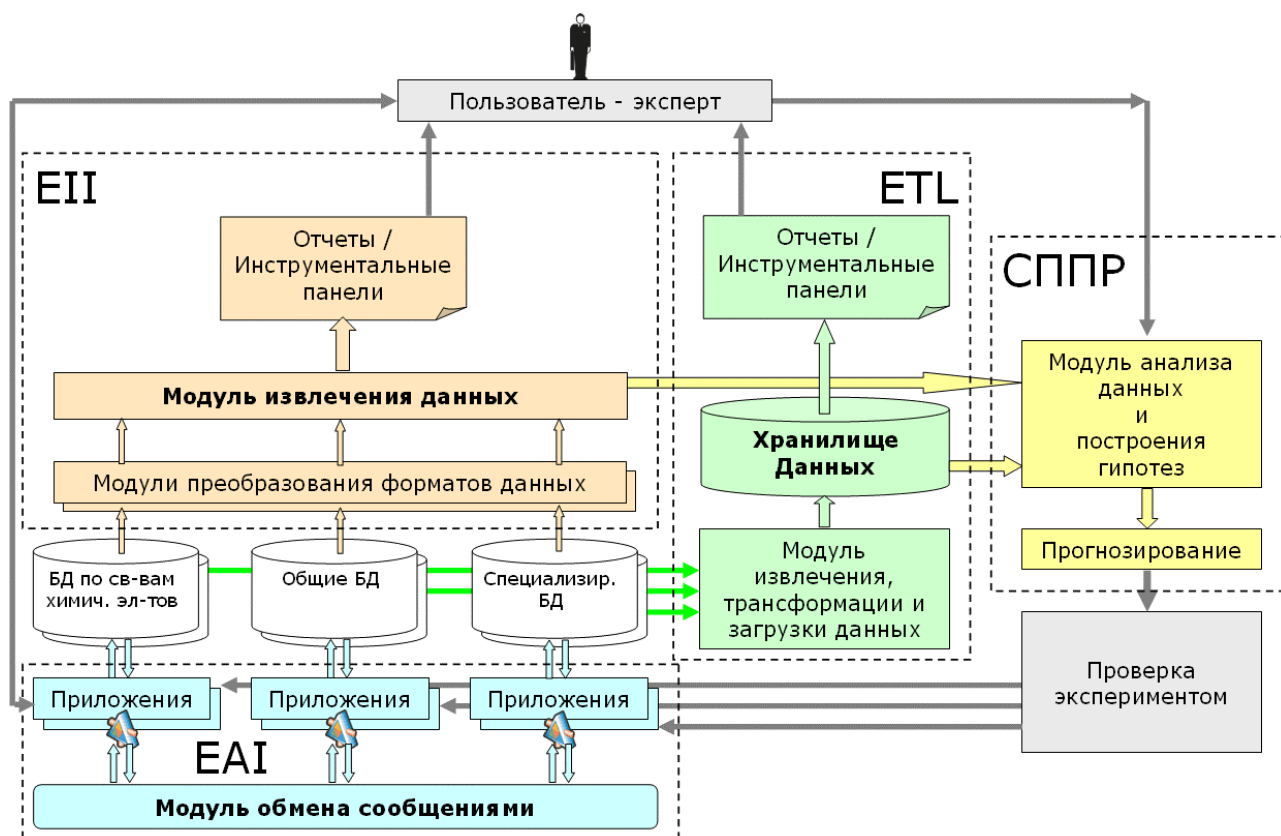 Пользователь - эксперт
EII
ETL
Отчеты /
Инструментальные
панели
Отчеты /
Инструментальные
панели
СППР
Модуль извлечения данных
Модуль анализа
данных
и
построения
гипотез
Хранилище
Данных
Модули преобразования форматов данных
Прогнозирование
БД по св-вам
химич. эл-тов
Общие БД
Специализир.
БД
Модуль
извлечения,
трансформации и
загрузки данных
Проверка
экспериментом
Приложения
Приложения
Приложения
EAI
Модуль обмена сообщениями